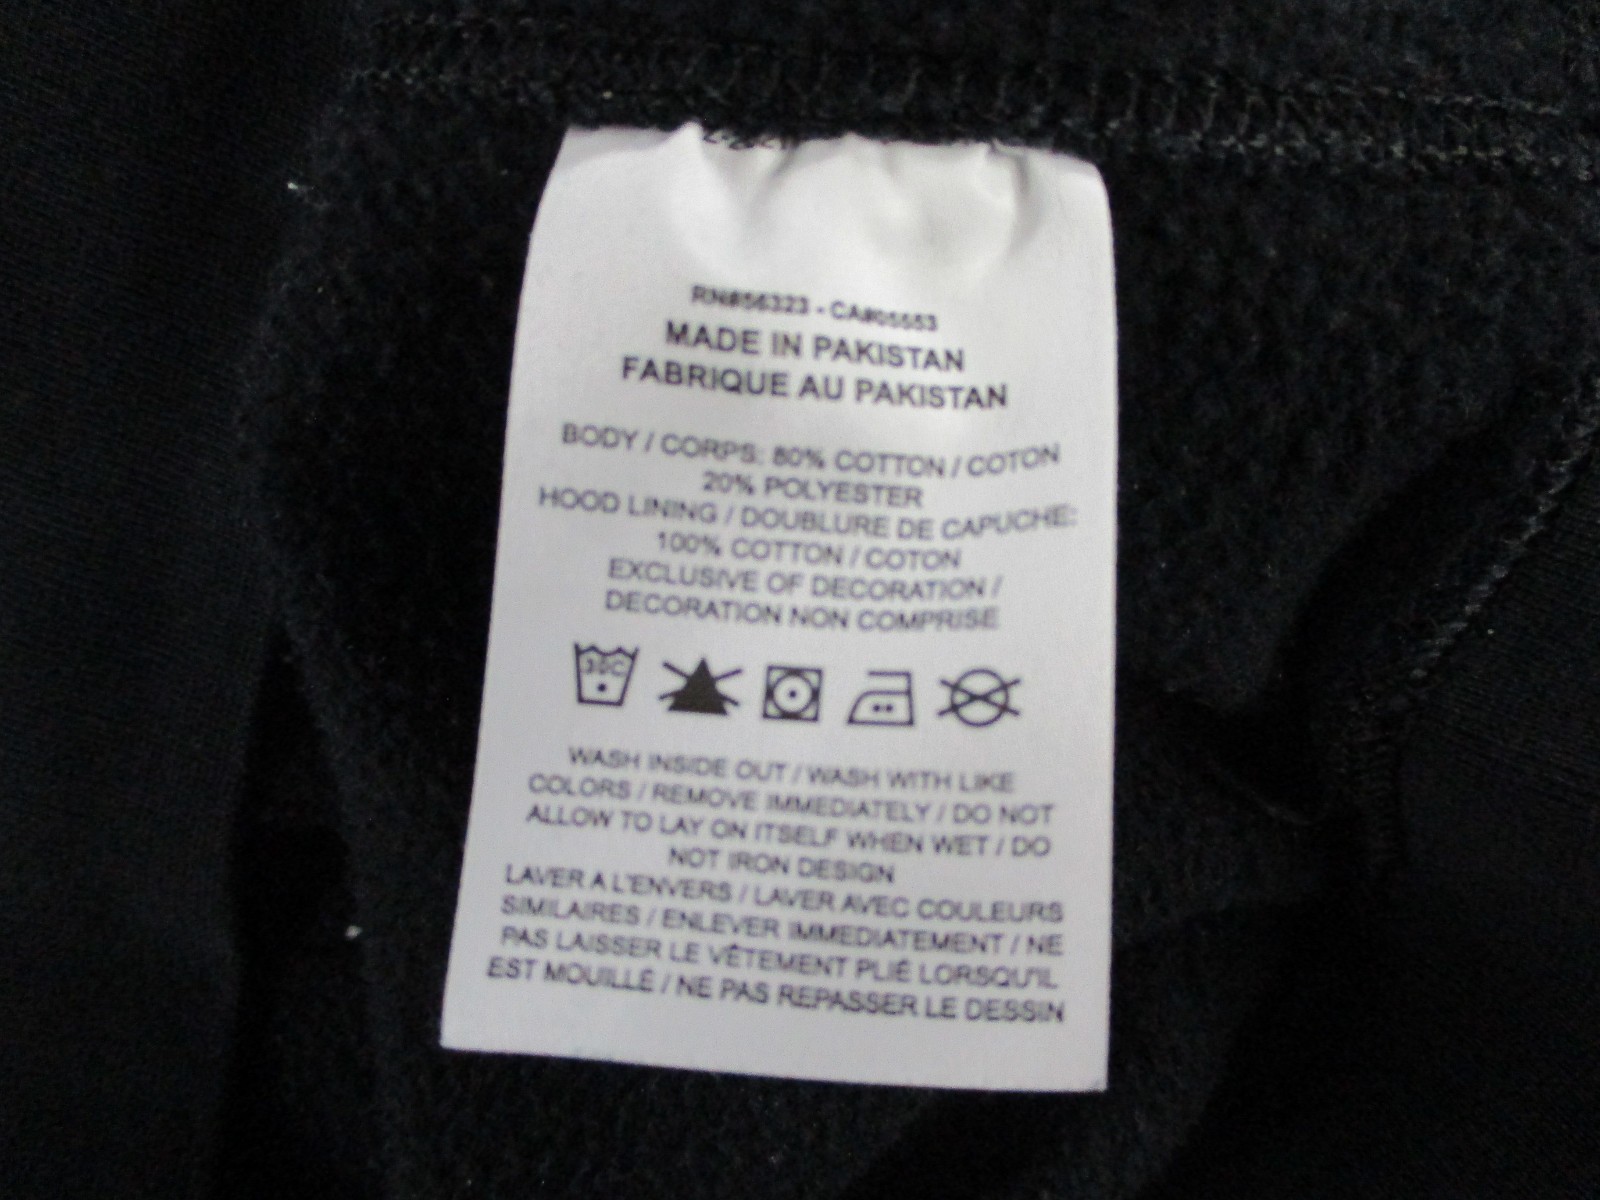 RN#56323 - CA#05553
MADE IN PAKISTAN
FABRIQUE AU PAKISTAN
BODY / CORPS: 80% COTTON / COTON
20% POLYESTER
HOOD LINING / DOUBLURE DE CAPUCHE:
100% COTTON / COTON
EXCLUSIVE OF DECORATION /
DECORATION NON COMPRISE
30C
WASH INSIDE OUT / WASH WITH LIKE
COLORS / REMOVE IMMEDIATELY / DO NOT
ALLOW TO LAY ON ITSELF WHEN WET / DO
NOT IRON DESIGN
LAVER A L'ENVERS / LAVER AVEC COULEURS
SIMILAIRES / ENLEVER IMMEDIATEMENT / NE
PAS LAISSER LE VÊTEMENT PLIÉ LORSQU'IL
EST MOUILLÉ / NE PAS REPASSER LE DESSIN